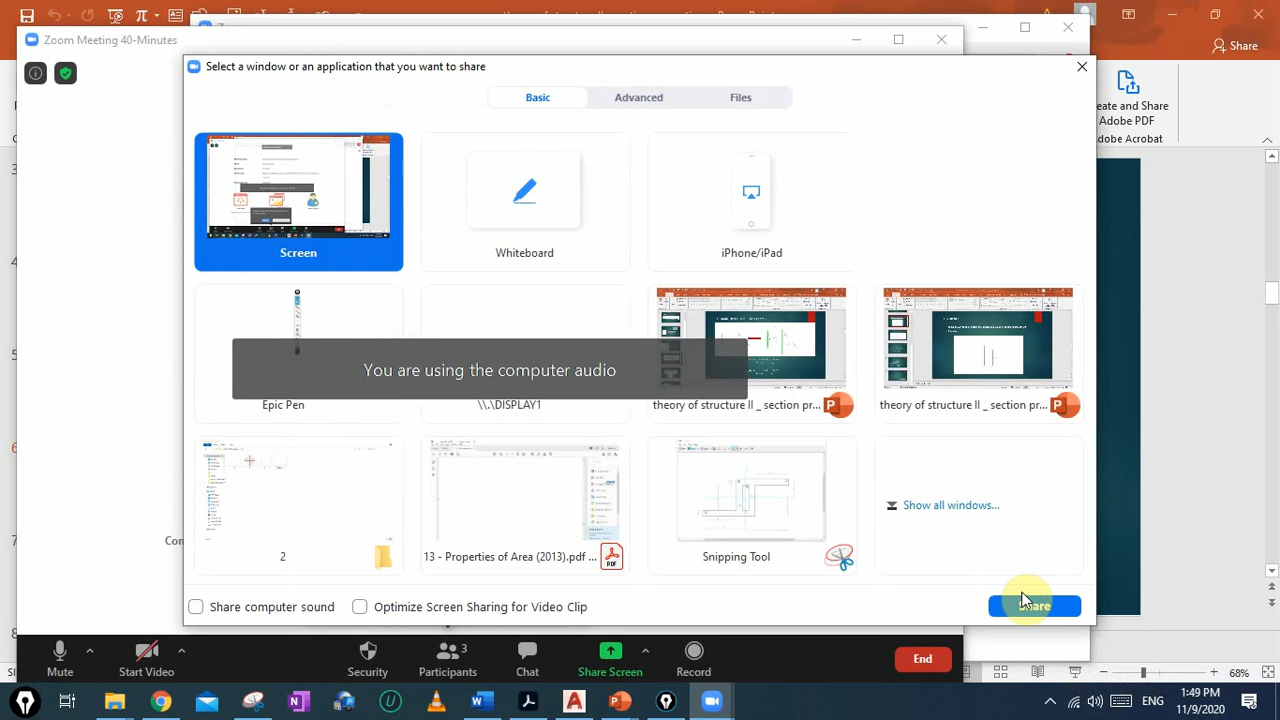 Share
Zoom Meeting 40-Minutes
Select a window or an application that you want to share
Basic
Advanced
Files
Create and Share
Adobe PDF
Adobe Acrobat
Screen
Whiteboard
iPhone/iPad
You are using the computer audio
Epic Pen
\\.\DISPLAY1
theory of structure II _ section pr...
theory of structure II _ section pr...
2
13 - Properties of Area (2013).pdf ...
PDF
Snipping Tool
Show all windows...
Share computer sound
Optimize Screen Sharing for Video Clip
Share
Mute
Start Video
Security
3
Participants
Chat
Share Screen
Record
End
68%
ENG
1:49 PM
11/9/2020